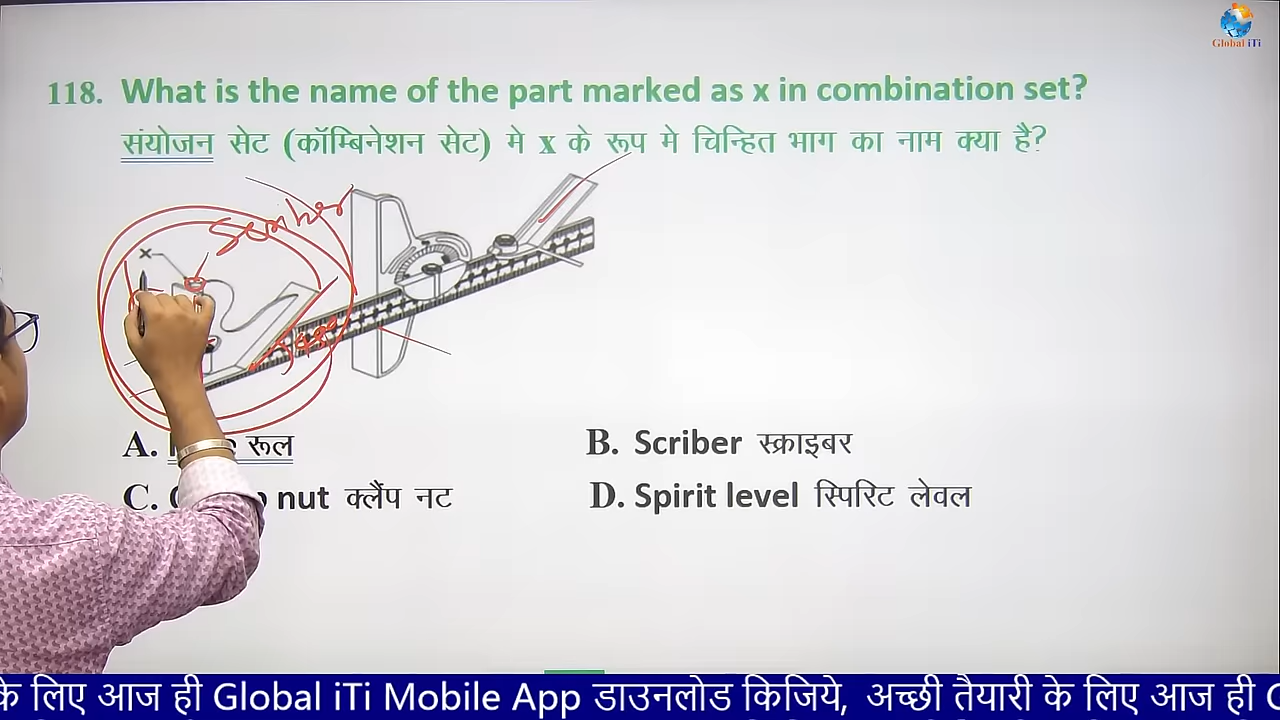 Global iTi
118. What is the name of the part marked as x in combination set?
संयोजन सेट (कॉम्बिनेशन सेट) मे x के रूप मे चिन्हित भाग का नाम क्या है?
Scriber
x
A. रूल
B. Scriber स्क्राइबर
C. nut क्लैंप नट
D. Spirit level स्पिरिट लेवल
के लिए आज ही Global iTi Mobile App डाउनलोड किजिये, अच्छी तैयारी के लिए आज ही